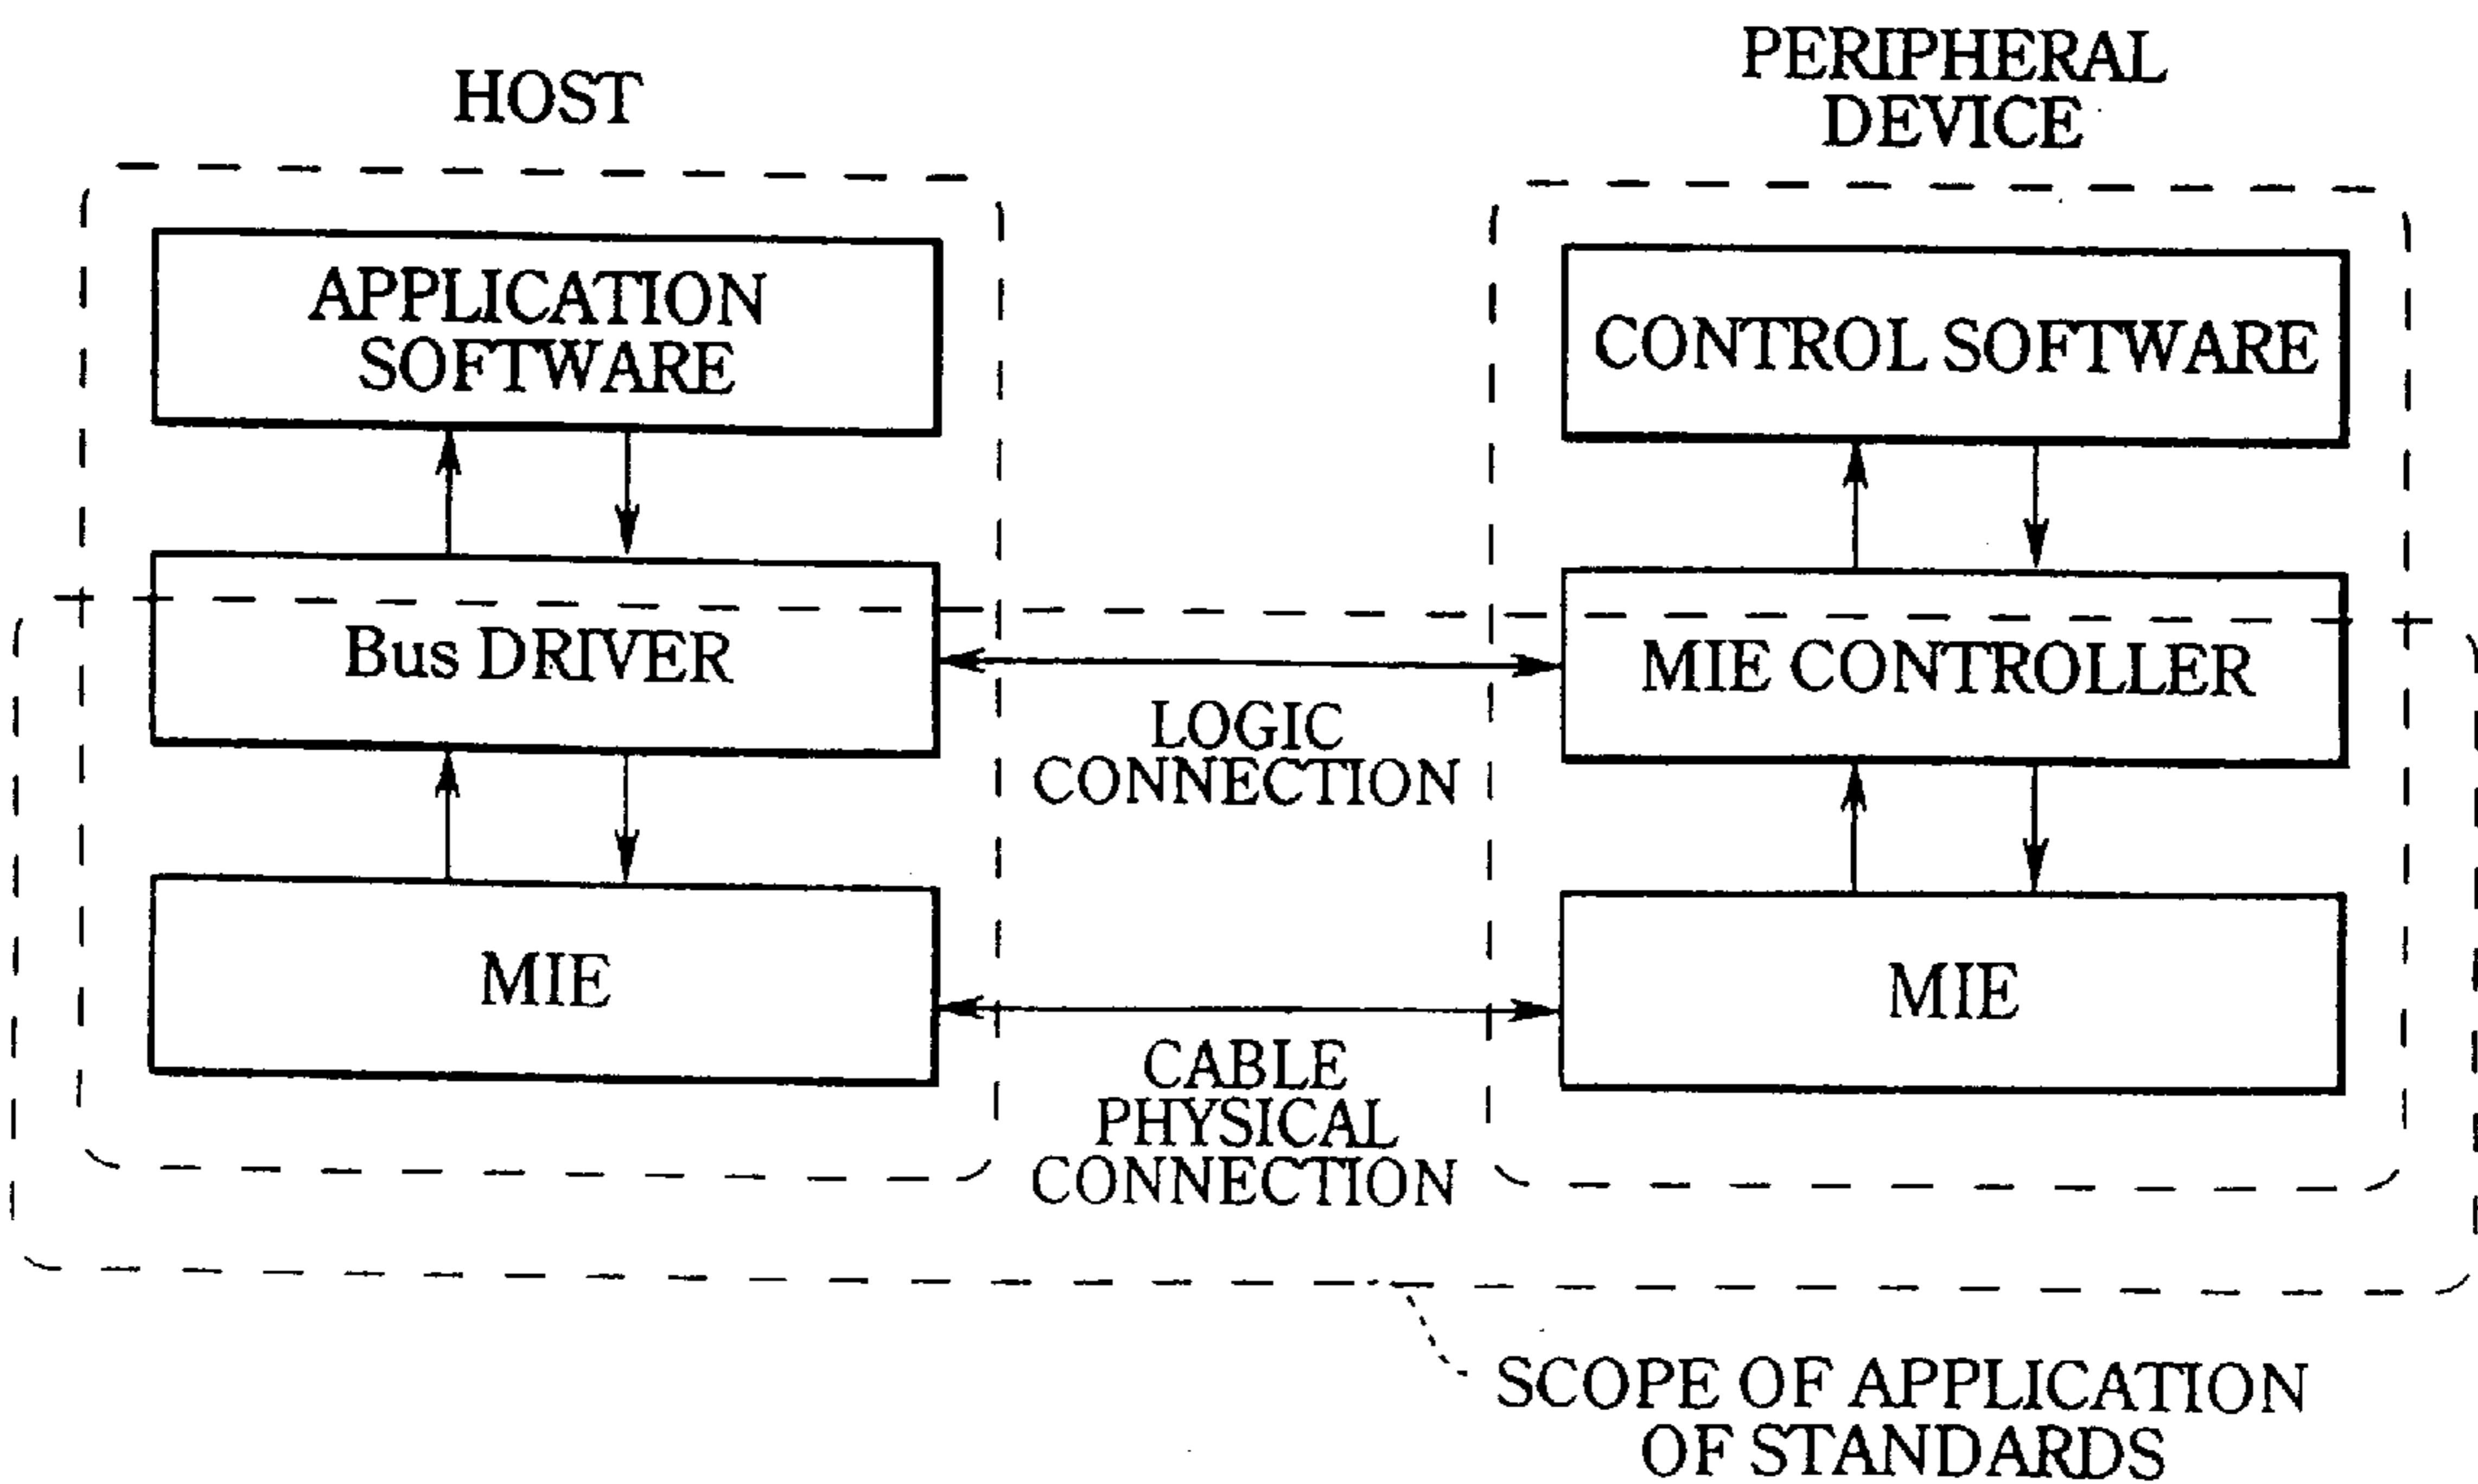 HOST
PERIPHERAL
DEVICE
APPLICATION
SOFTWARE
CONTROL SOFTWARE
Bus DRIVER
MIE CONTROLLER
LOGIC
CONNECTION
MIE
MIE
CABLE
PHYSICAL
CONNECTION
SCOPE OF APPLICATION
OF STANDARDS